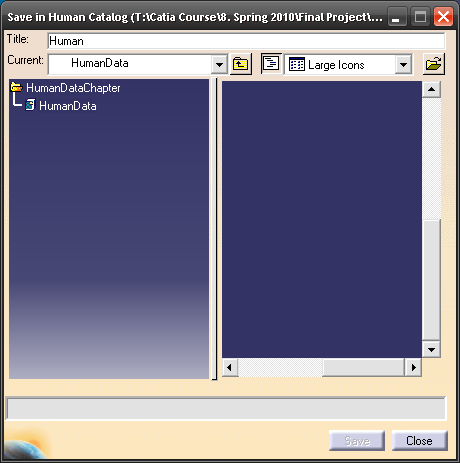 Save in Human Catalog (T:\Catia Course\8. Spring 2010\Final Project\...
Title: Human
Current: HumanData Large Icons
HumanDataChapter
HumanData
Save Close